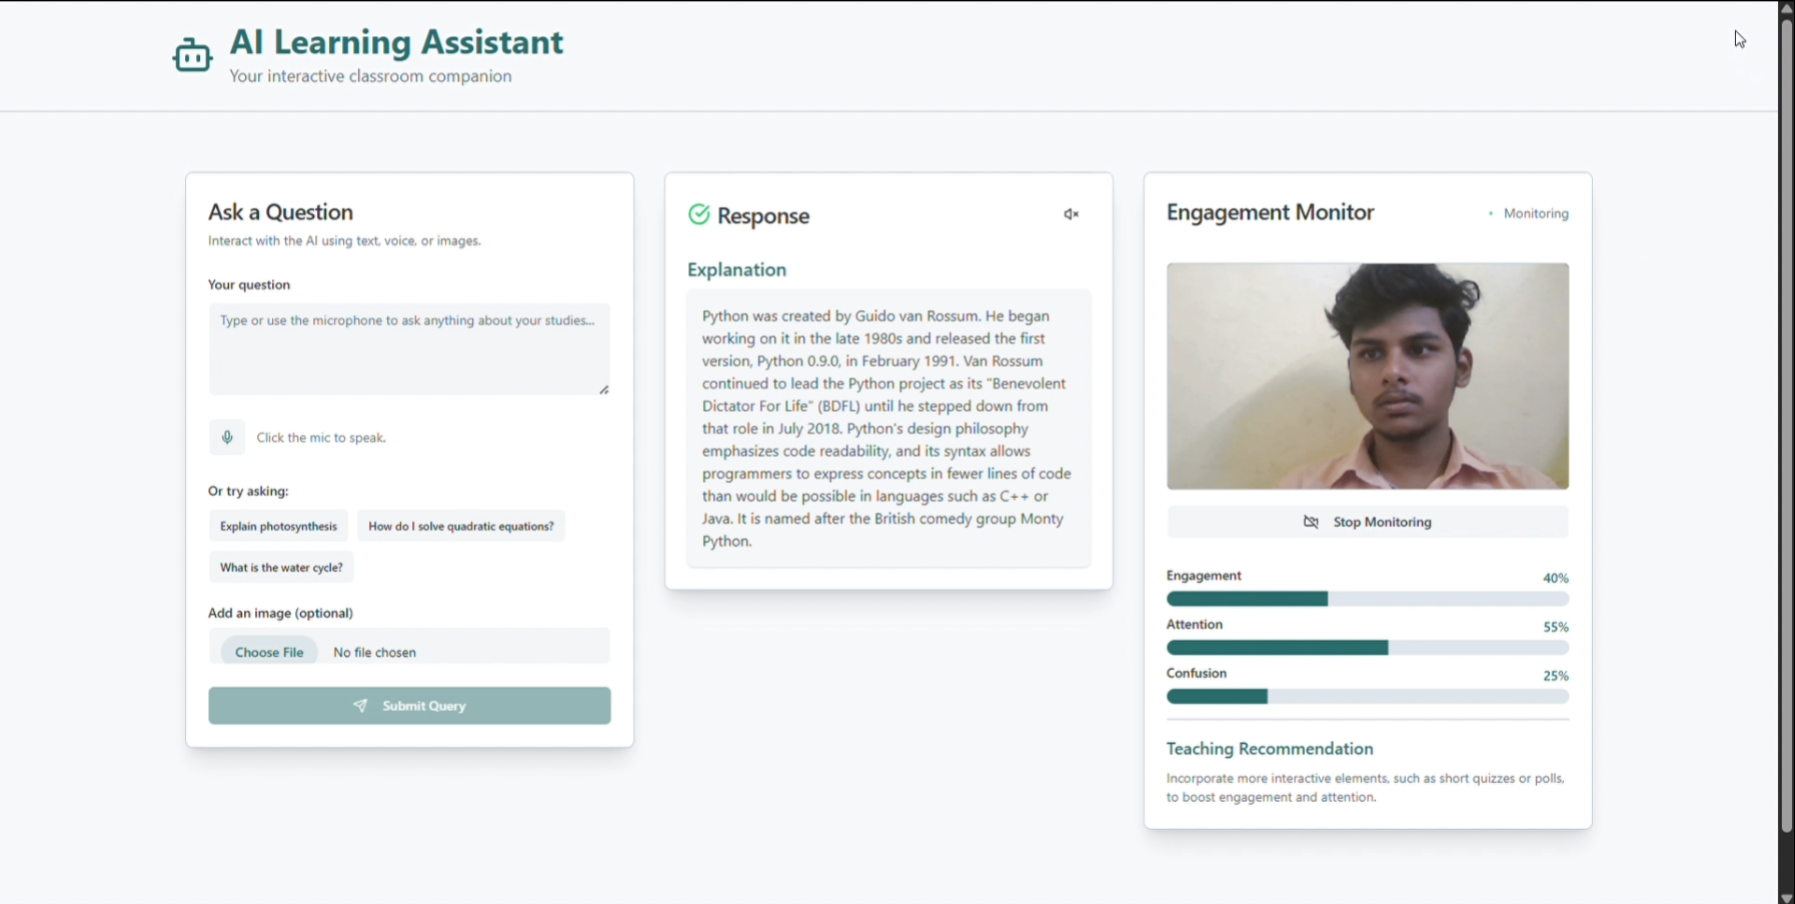 AI Learning Assistant
Your interactive classroom companion
Ask a Question
Interact with the AI using text, voice, or images.
Your question
Type or use the microphone to ask anything about your studies...
Click the mic to speak.
Or try asking:
Explain photosynthesis
How do I solve quadratic equations?
What is the water cycle?
Add an image (optional)
Choose File No file chosen
Submit Query
Response
Explanation
Python was created by Guido van Rossum. He began
working on it in the late 1980s and released the first
version, Python 0.9.0, in February 1991. Van Rossum
continued to lead the Python project as its "Benevolent
Dictator For Life" (BDFL) until he stepped down from
that role in July 2018. Python's design philosophy
emphasizes code readability, and its syntax allows
programmers to express concepts in fewer lines of code
than would be possible in languages such as C++ or
Java. It is named after the British comedy group Monty
Python.
Engagement Monitor
Monitoring
Stop Monitoring
Engagement 40%
Attention 55%
Confusion 25%
Teaching Recommendation
Incorporate more interactive elements, such as short quizzes or polls,
to boost engagement and attention.